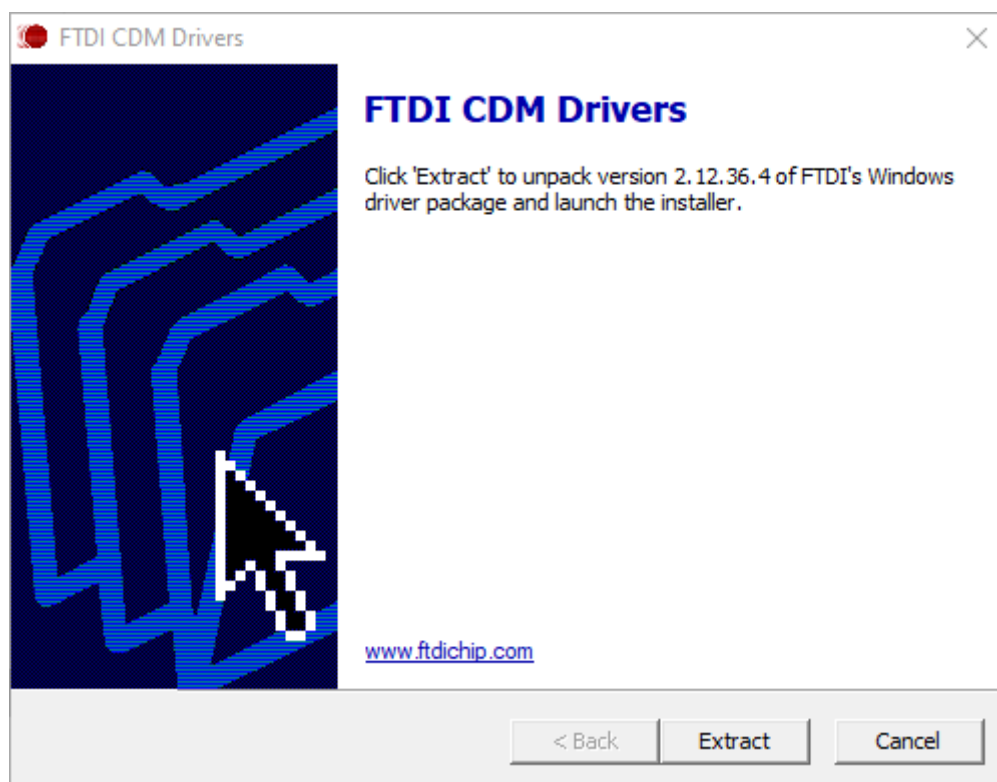 FTDI CDM Drivers
FTDI CDM Drivers
Click 'Extract' to unpack version 2.12.36.4 of FTDI's Windows
driver package and launch the installer.
www.ftdichip.com
< Back
Extract
Cancel